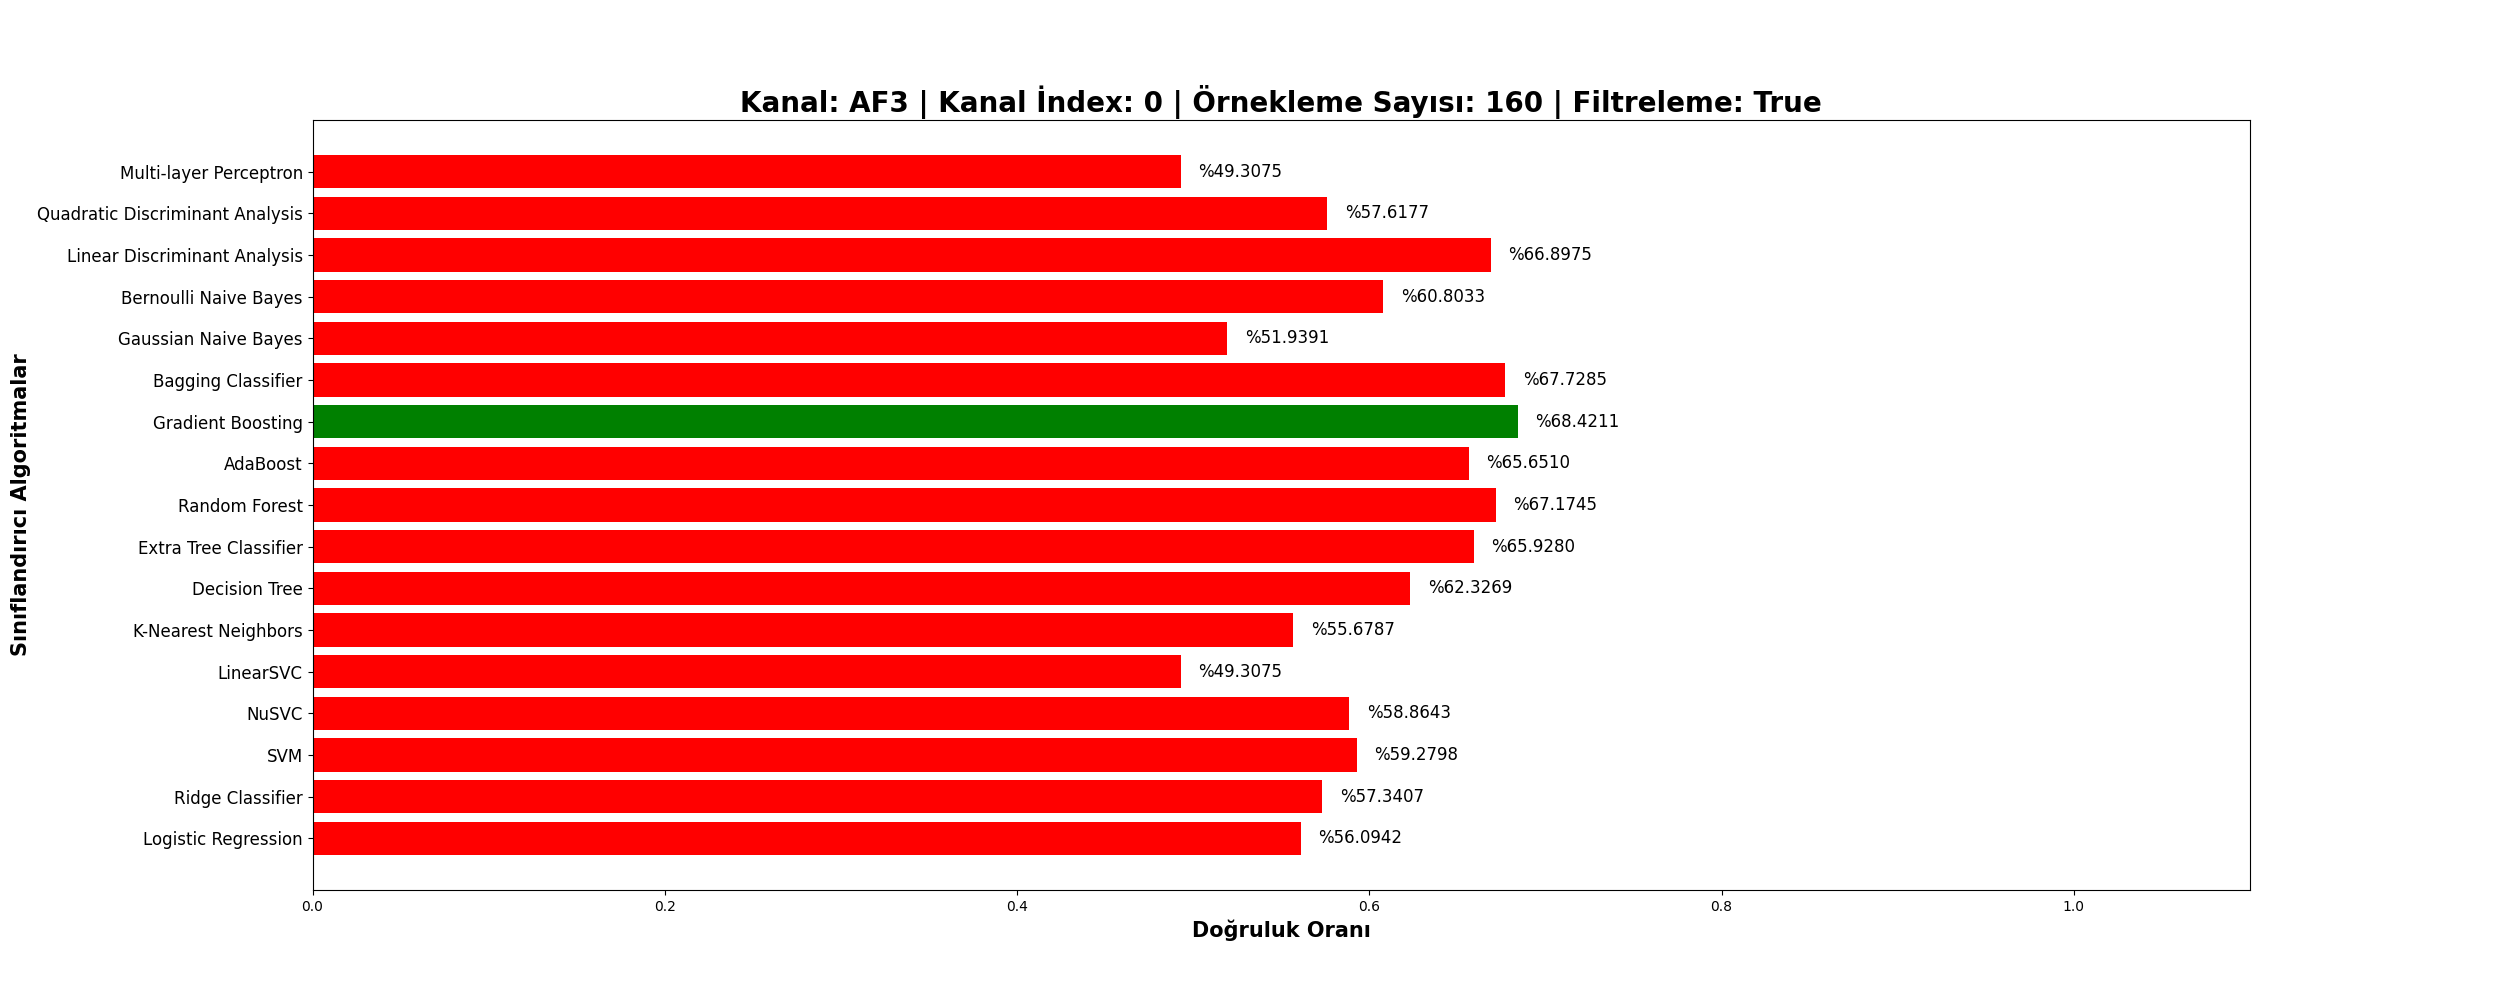 Kanal: AF3 | Kanal İndex: 0 | Örnekleme Sayısı: 160 | Filtreleme: True
Sınıflandırıcı Algoritmalar
Multi-layer Perceptron %49.3075
Quadratic Discriminant Analysis %57.6177
Linear Discriminant Analysis %66.8975
Bernoulli Naive Bayes %60.8033
Gaussian Naive Bayes %51.9391
Bagging Classifier %67.7285
Gradient Boosting %68.4211
AdaBoost %65.6510
Random Forest %67.1745
Extra Tree Classifier %65.9280
Decision Tree %62.3269
K-Nearest Neighbors %55.6787
LinearSVC %49.3075
NuSVC %58.8643
SVM %59.2798
Ridge Classifier %57.3407
Logistic Regression %56.0942
0.0 0.2 0.4 0.6 0.8 1.0
Doğruluk Oranı